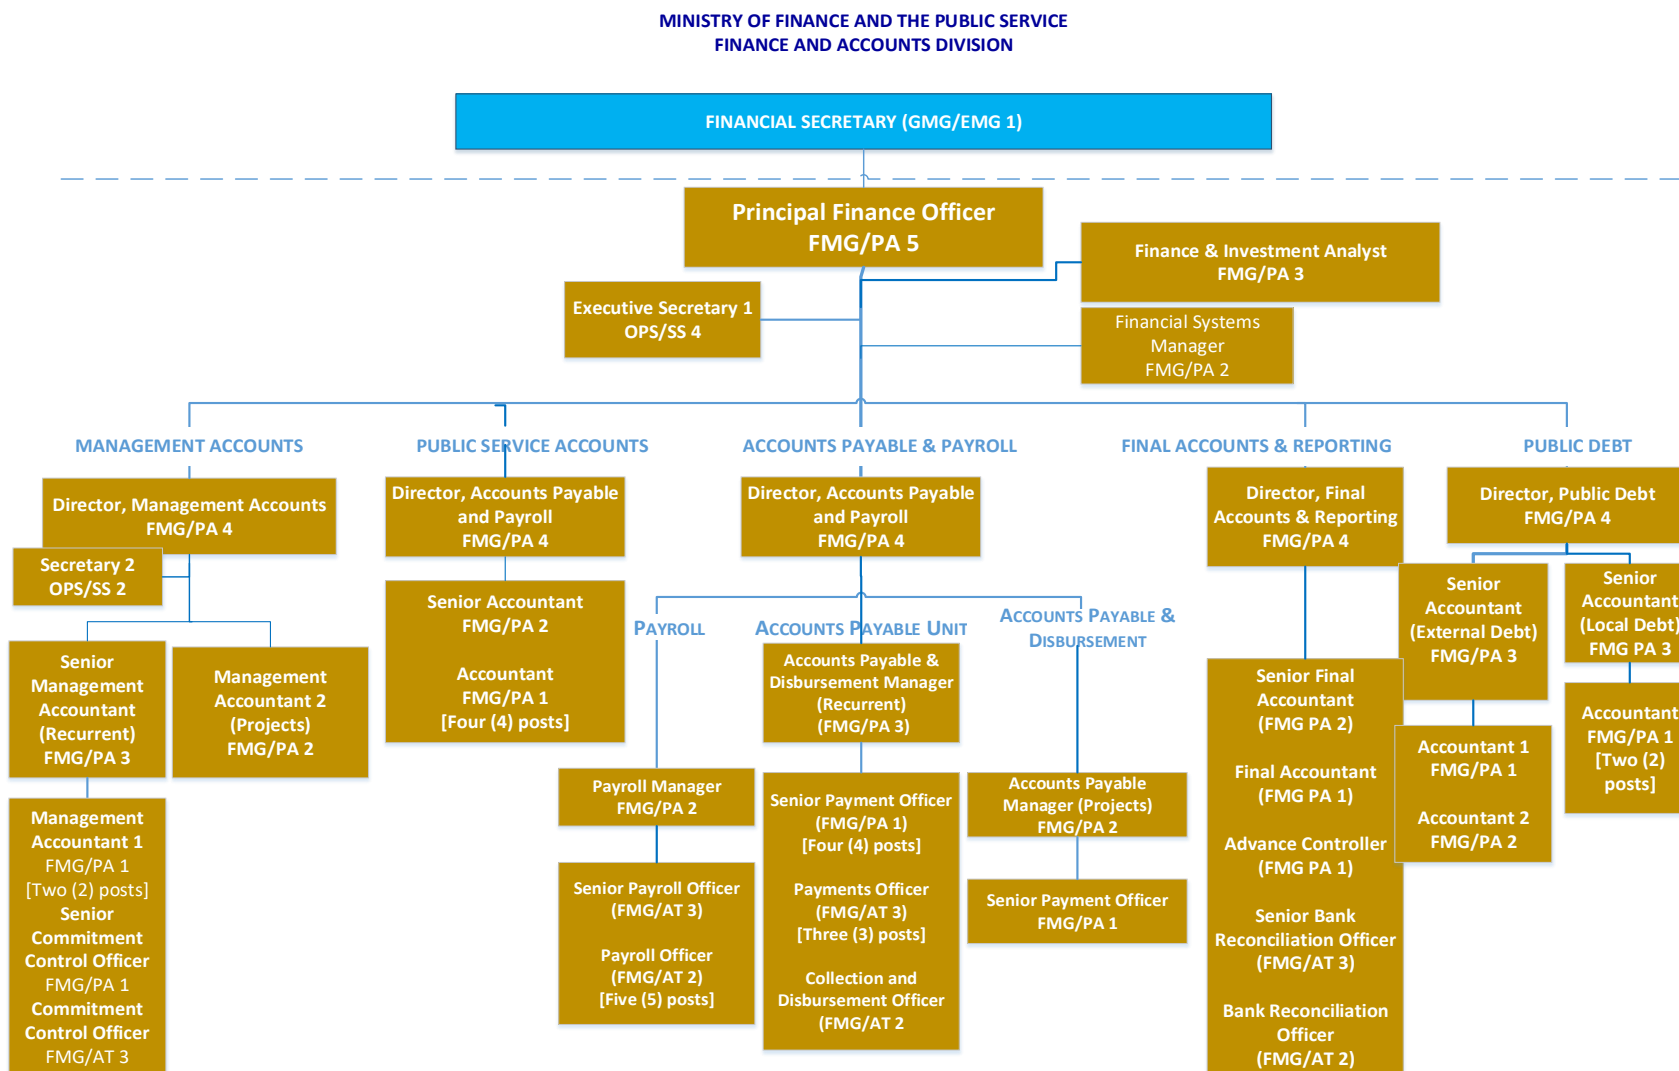 MINISTRY OF FINANCE AND THE PUBLIC SERVICE
FINANCE AND ACCOUNTS DIVISION
FINANCIAL SECRETARY (GMG/EMG 1)
Principal Finance Officer
FMG/PA 5
Finance & Investment Analyst
FMG/PA 3
Executive Secretary 1
OPS/SS 4
Financial Systems
Manager
FMG/PA 2
MANAGEMENT ACCOUNTS
PUBLIC SERVICE ACCOUNTS
ACCOUNTS PAYABLE & PAYROLL
FINAL ACCOUNTS & REPORTING
PUBLIC DEBT
Director, Management Accounts
FMG/PA 4
Secretary 2
OPS/SS 2
Senior
Management
Accountant
(Recurrent)
FMG/PA 3
Management
Accountant 2
(Projects)
FMG/PA 2
Management
Accountant 1
FMG/PA 1
[Two (2) posts]
Senior
Commitment
Control Officer
FMG/PA 1
Commitment
Control Officer
FMG/AT 3
Director, Accounts Payable
and Payroll
FMG/PA 4
Senior Accountant
FMG/PA 2
Accountant
FMG/PA 1
[Four (4) posts]
Director, Accounts Payable
and Payroll
FMG/PA 4
PAYROLL
ACCOUNTS PAYABLE UNIT
ACCOUNTS PAYABLE &
DISBURSEMENT
Payroll Manager
FMG/PA 2
Senior Payroll Officer
(FMG/AT 3)
Payroll Officer
(FMG/AT 2)
[Five (5) posts]
Accounts Payable &
Disbursement Manager
(Recurrent)
(FMG/PA 3)
Senior Payment Officer
(FMG/PA 1)
[Four (4) posts]
Payments Officer
(FMG/AT 3)
[Three (3) posts]
Collection and
Disbursement Officer
(FMG/AT 2
Accounts Payable
Manager (Projects)
FMG/PA 2
Senior Payment Officer
FMG/PA 1
Director, Final
Accounts & Reporting
FMG/PA 4
Senior Final
Accountant
(FMG PA 2)
Final Accountant
(FMG PA 1)
Advance Controller
(FMG PA 1)
Senior Bank
Reconciliation Officer
(FMG/AT 3)
Bank Reconciliation
Officer
(FMG/AT 2)
Director, Public Debt
FMG/PA 4
Senior
Accountant
(External Debt)
FMG/PA 3
Accountant 1
FMG/PA 1
Accountant 2
FMG/PA 2
Senior
Accountant
(Local Debt)
FMG PA 3
Accountant
FMG/PA 1
[Two (2)
posts]